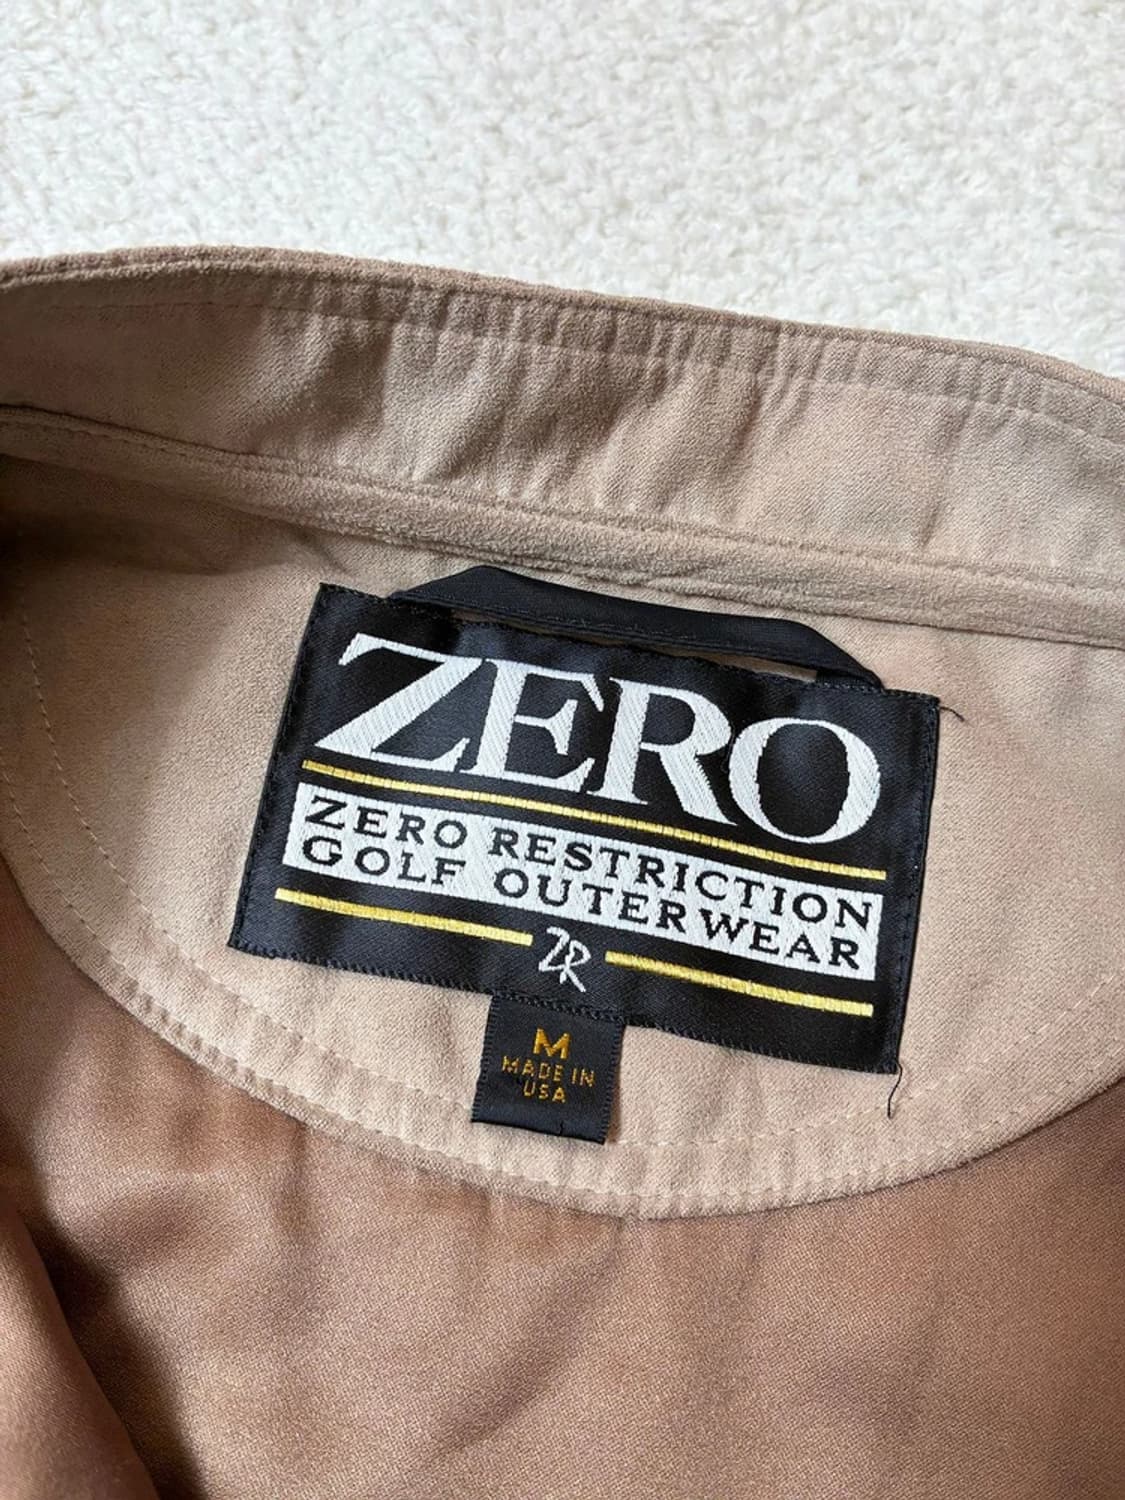 ZERO
ZERO RESTRICTION
GOLF OUTERWEAR
ZR
M
MADE IN
USA